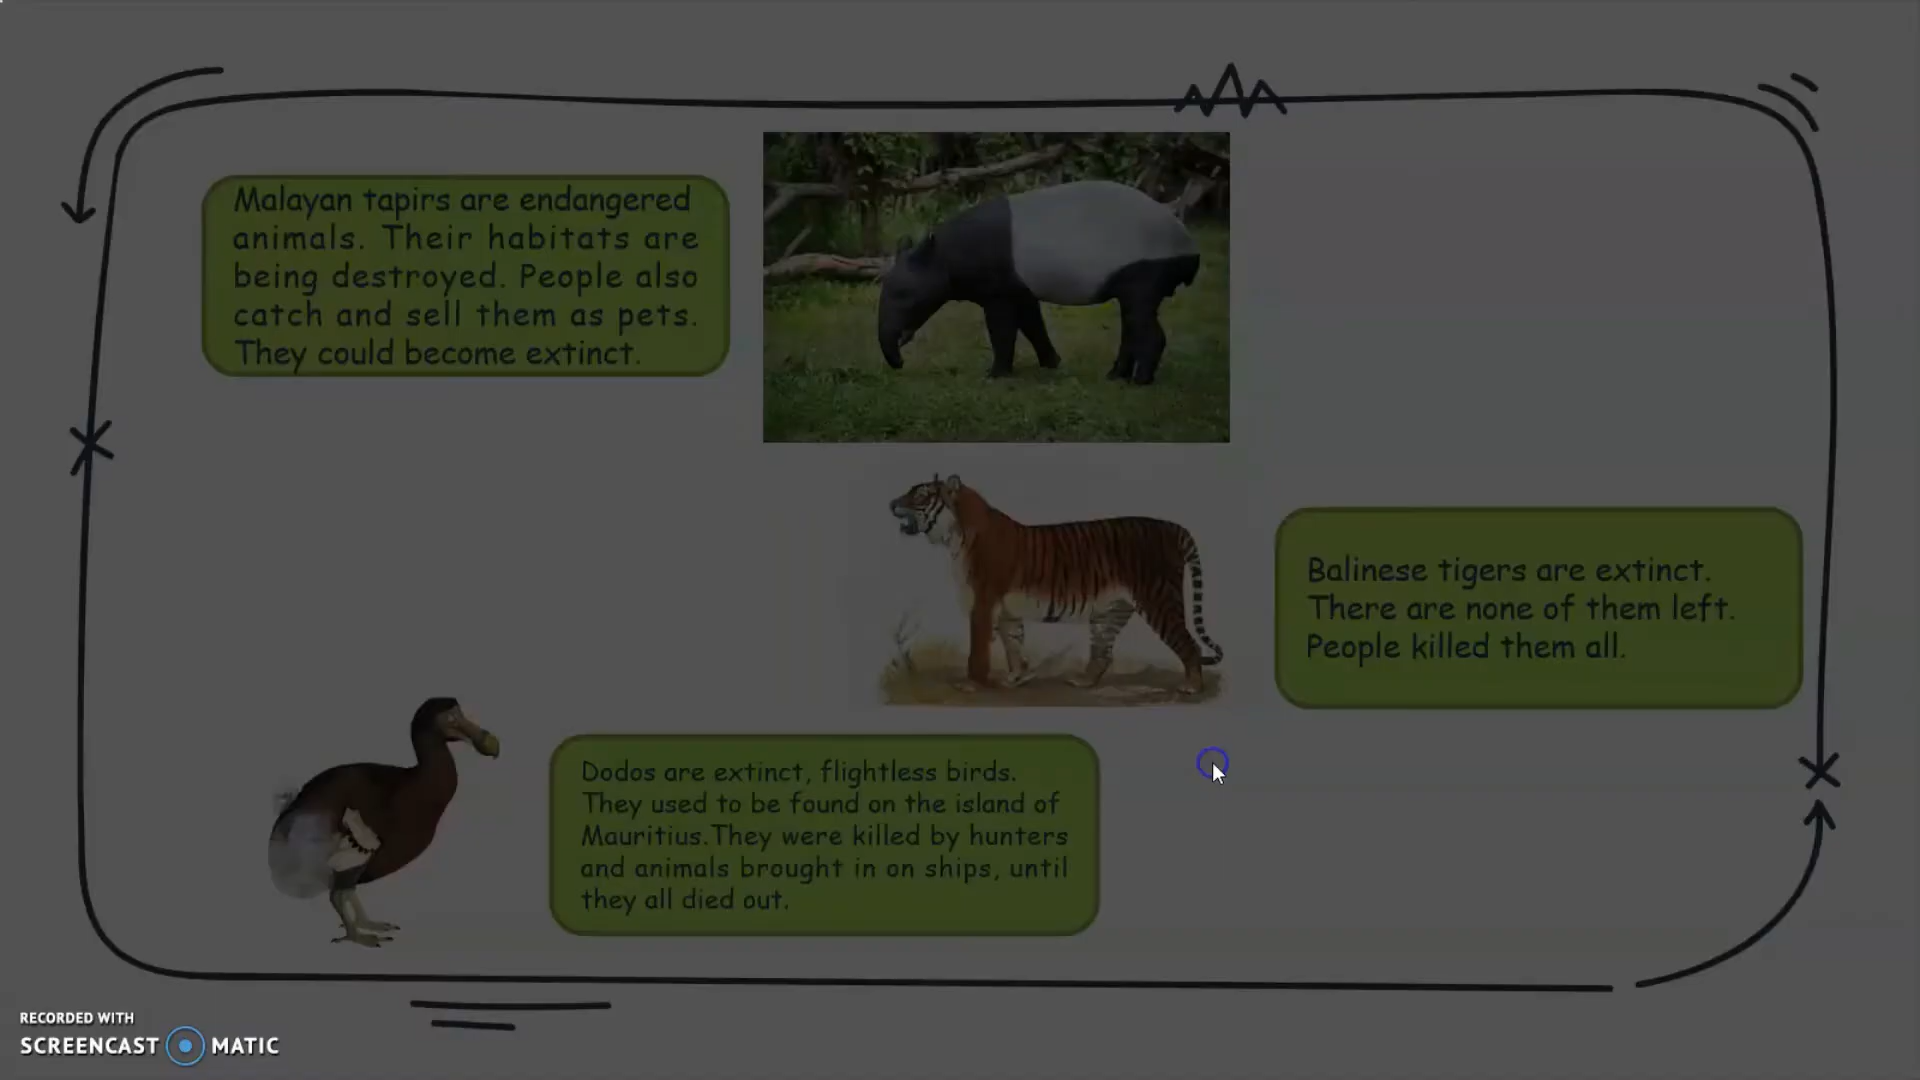 Malayan tapirs are endangered
animals. Their habitats are
being destroyed. People also
catch and sell them as pets.
They could become extinct.
Balinese tigers are extinct.
There are none of them left.
People killed them all.
Dodos are extinct, flightless birds.
They used to be found on the island of
Mauritius.They were killed by hunters
and animals brought in on ships, until
they all died out.
RECORDED WITH
SCREENCAST MATIC